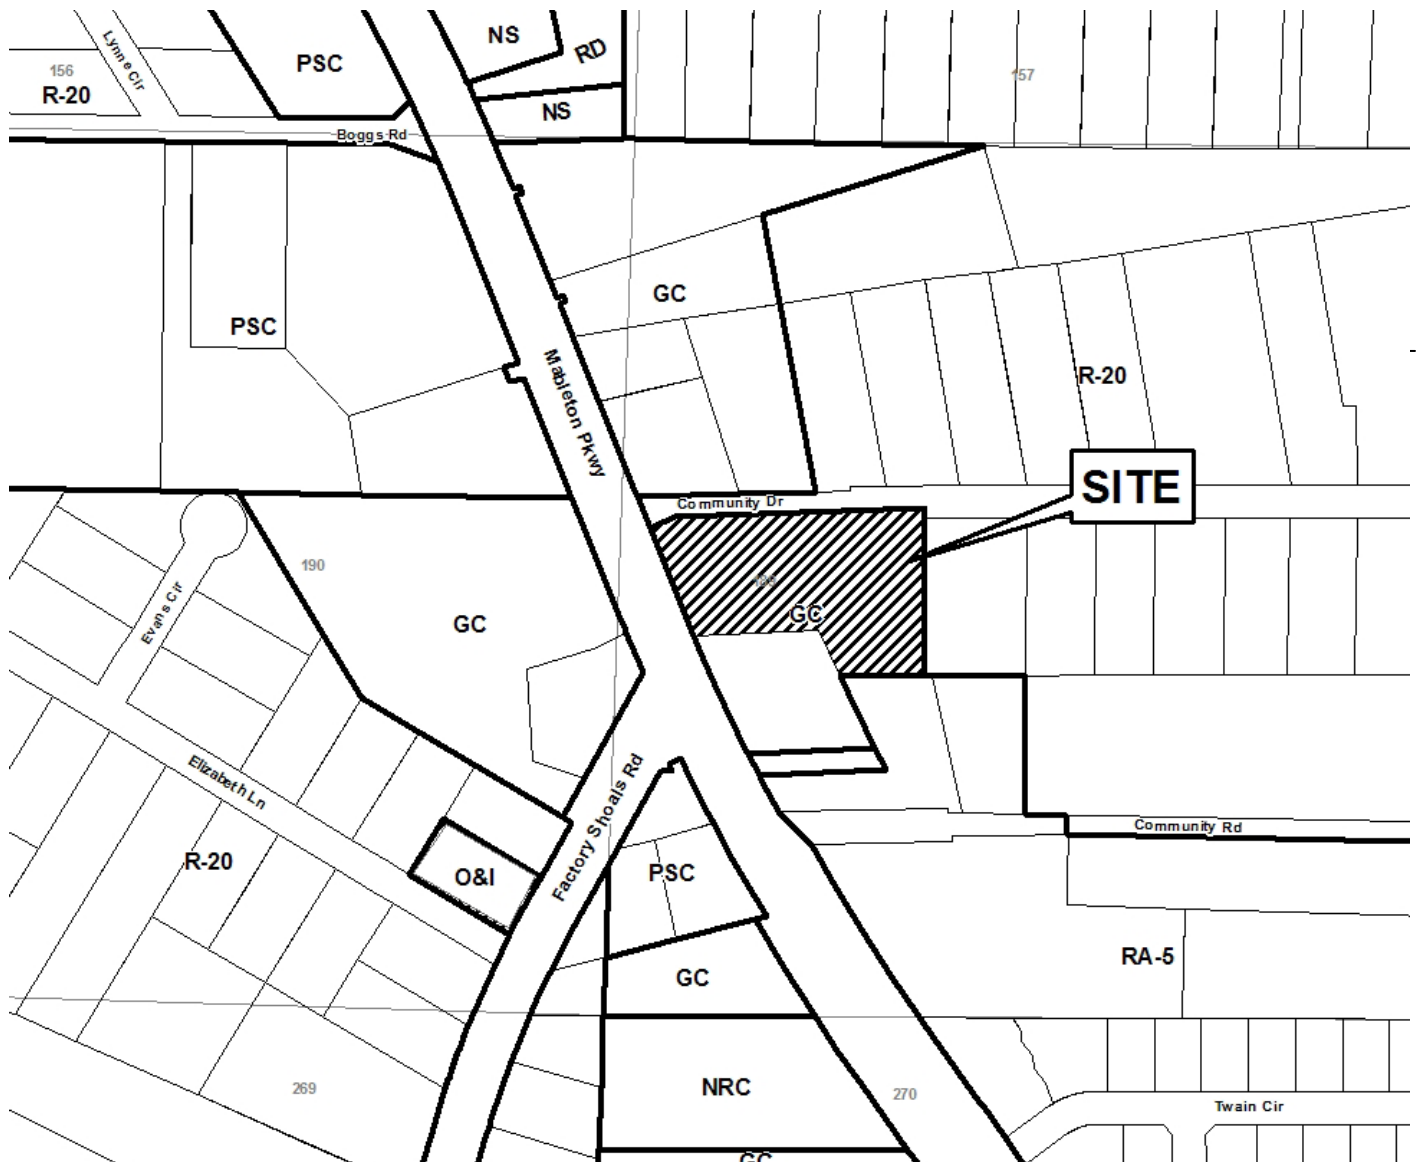 NS
RD
Lynne Cir
PSC
156
R-20
157
NS
Boggs Rd
GC
PSC
Mableton Pkwy
R-20
SITE
Community Dr
190
GC
Evans Cir
GC
Elizabeth Ln
Factory Shoals Rd
Community Rd
R-20
O&I
PSC
RA-5
GC
269
NRC
270
Twain Cir
GC